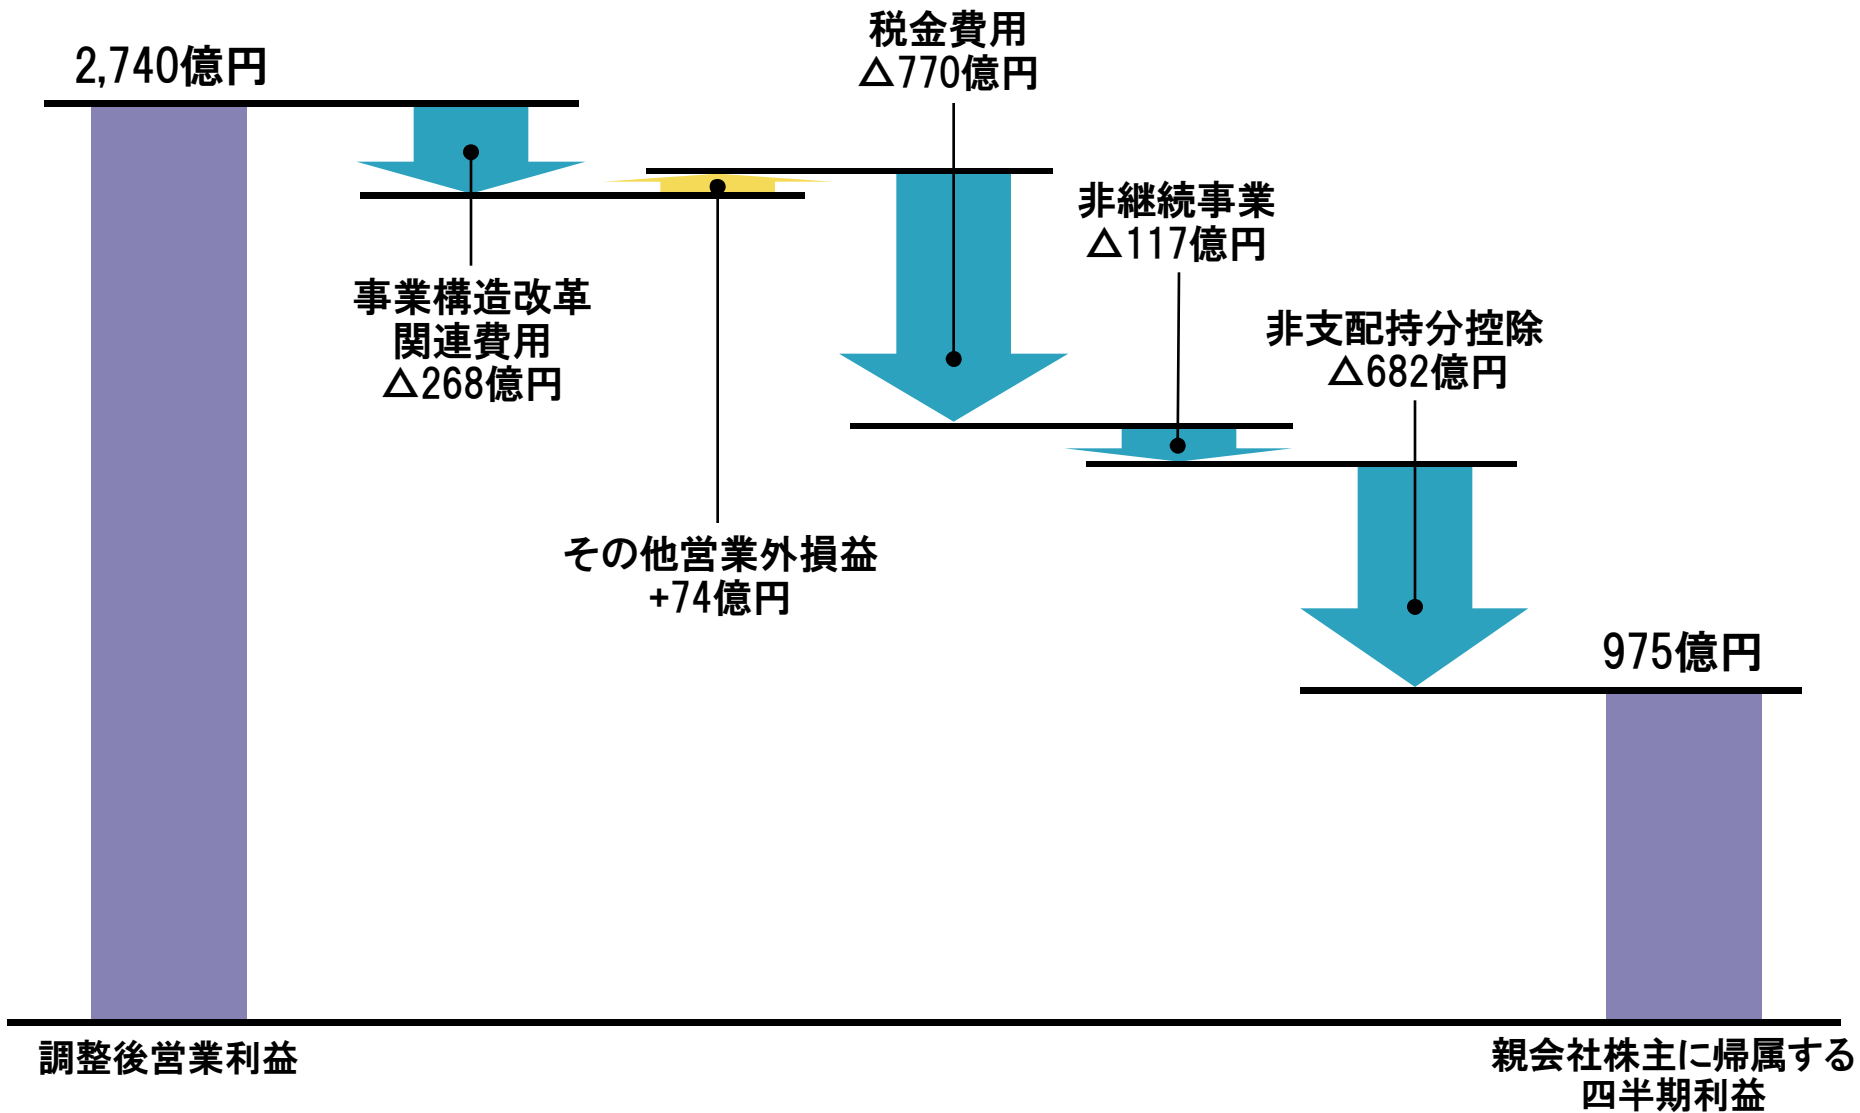 2,740億円
税金費用
△770億円
非継続事業
△117億円
事業構造改革
関連費用
△268億円
非支配持分控除
△682億円
その他営業外損益
+74億円
975億円
調整後営業利益
親会社株主に帰属する
四半期利益